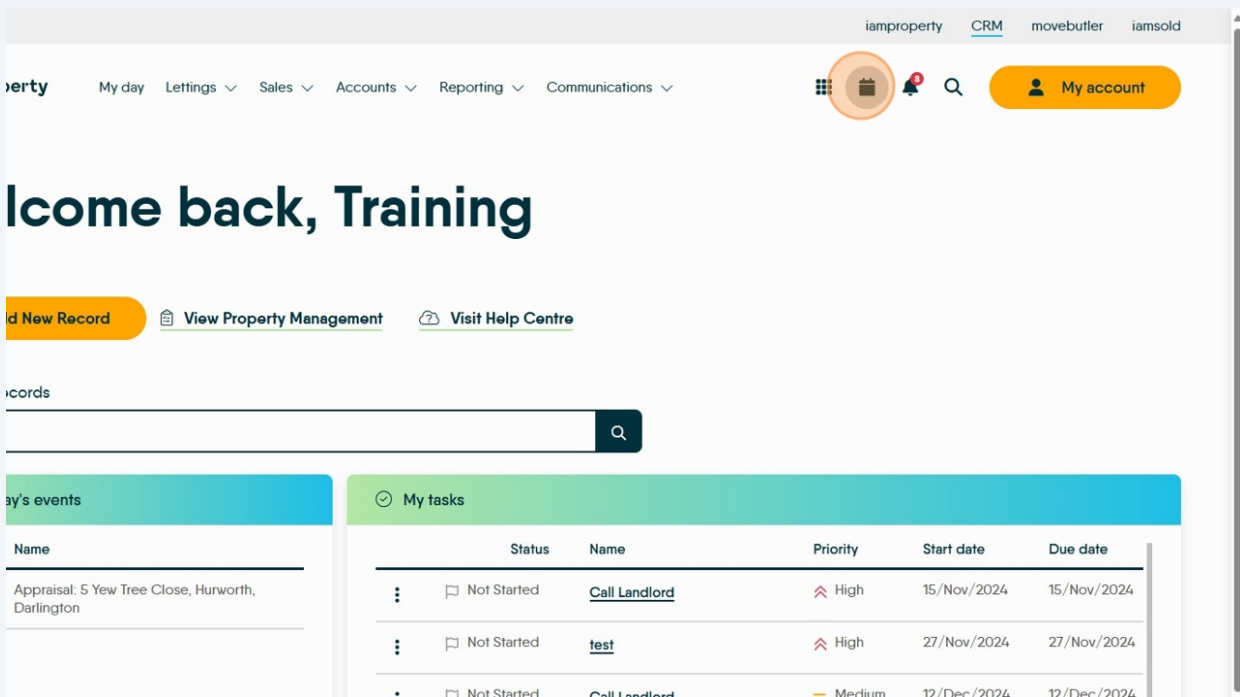 iamproperty CRM movebutler iamsold
perty My day Lettings Sales Accounts Reporting Communications 8 My account
lcome back, Training
d New Record View Property Management Visit Help Centre
cords
ay's events
Name
Appraisal: 5 Yew Tree Close, Hurworth,
Darlington
My tasks
Status Name Priority Start date Due date
Not Started Call Landlord High 15/Nov/2024 15/Nov/2024
Not Started test High 27/Nov/2024 27/Nov/2024
Not Started Call Landlord Medium 12/Dec/2024 12/Dec/2024